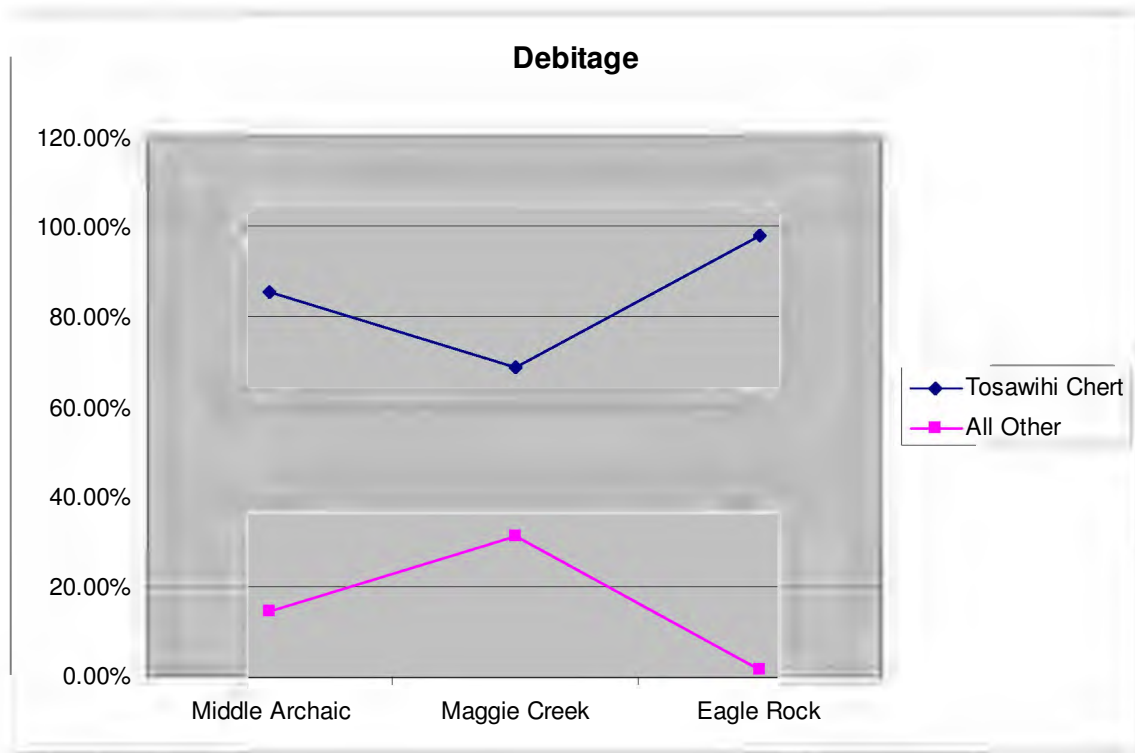 Debitage
120.00%
100.00%
80.00%
60.00%
40.00%
20.00%
0.00%
Middle Archaic
Maggie Creek
Eagle Rock
Tosawihi Chert
All Other